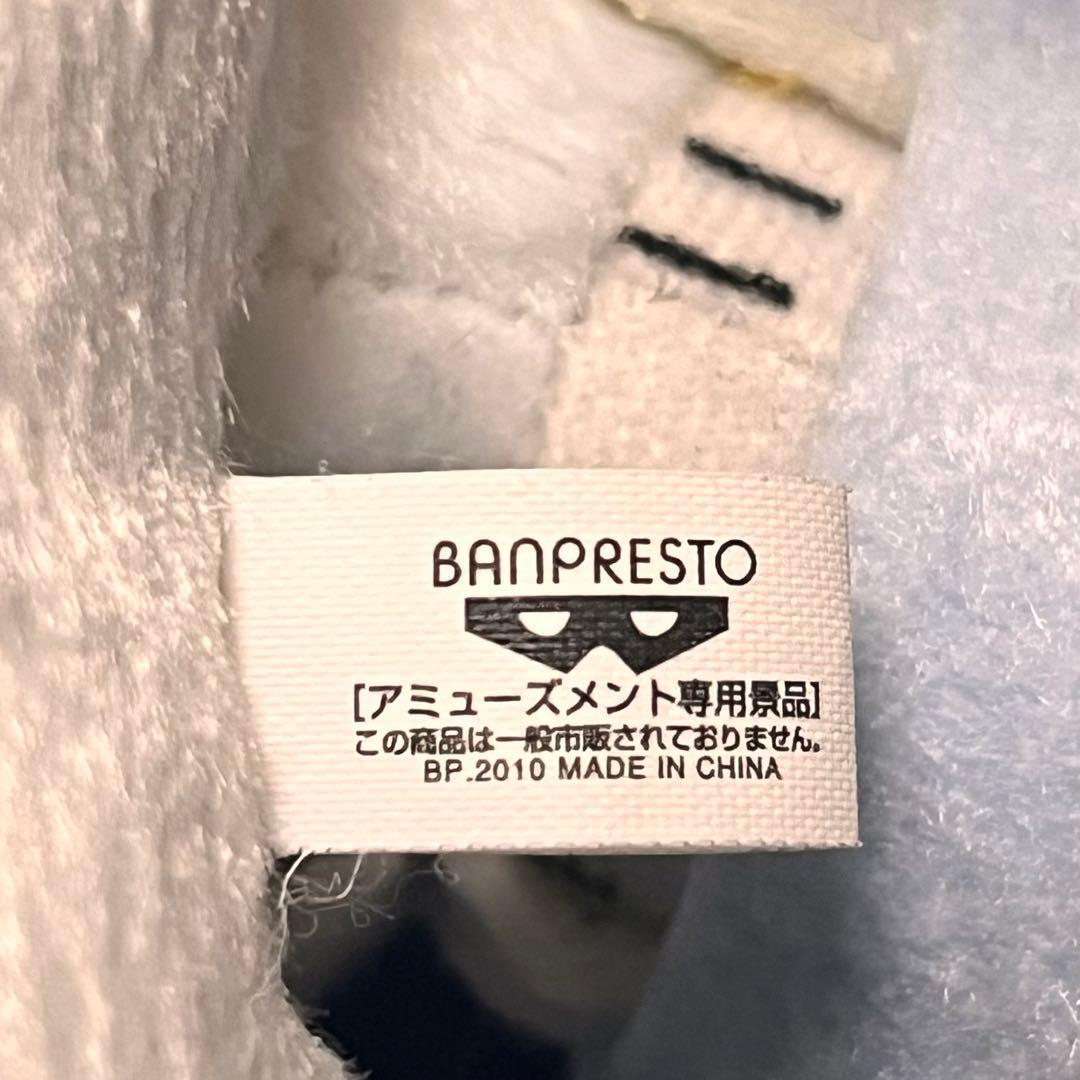 BANPRESTO
[アミューズメント専用景品]
この商品は一般市販されておりません。
BP.2010 MADE IN CHINA